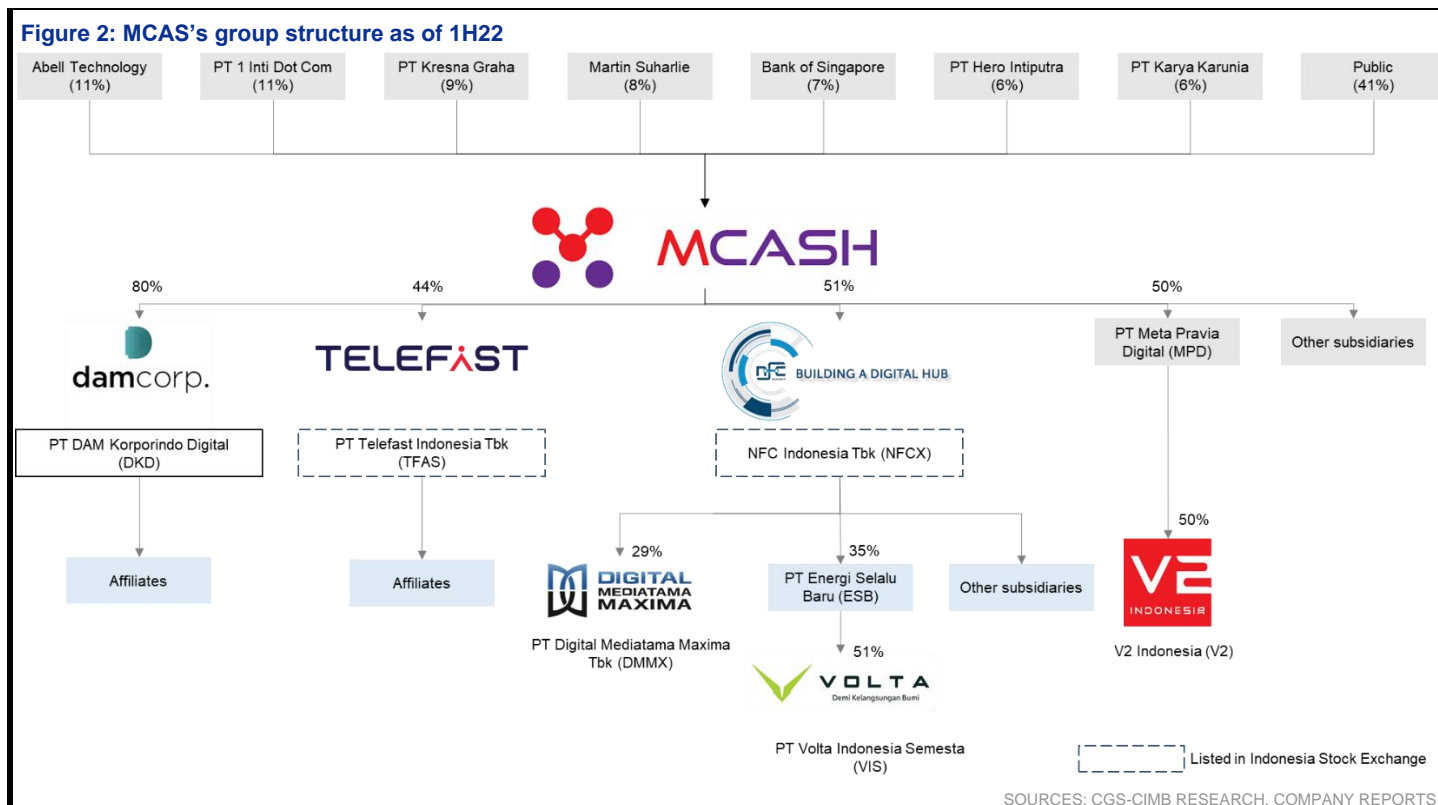 Figure 2: MCAS's group structure as of 1H22
Abell Technology
(11%)
PT 1 Inti Dot Com
(11%)
PT Kresna Graha
(9%)
Martin Suharlie
(8%)
Bank of Singapore
(7%)
PT Hero Intiputra
(6%)
PT Karya Karunia
(6%)
Public
(41%)
MCASH
80%
44%
51%
50%
damcorp.
TELEFAST
nfc
BUILDING A DIGITAL HUB
PT Meta Pravia
Digital (MPD)
Other subsidiaries
PT DAM Korporindo Digital
(DKD)
PT Telefast Indonesia Tbk
(TFAS)
NFC Indonesia Tbk (NFCX)
Affiliates
Affiliates
29%
DIGITAL
MEDIATAMA
MAXIMA
PT Digital Mediatama Maxima
Tbk (DMMX)
35%
PT Energi Selalu
Baru (ESB)
Other subsidiaries
51%
VOLTA
Demi Kelangsungan Bumi
PT Volta Indonesia Semesta
(VIS)
50%
V2
INDONESIA
V2 Indonesia (V2)
Listed in Indonesia Stock Exchange
SOURCES: CGS-CIMB RESEARCH, COMPANY REPORTS